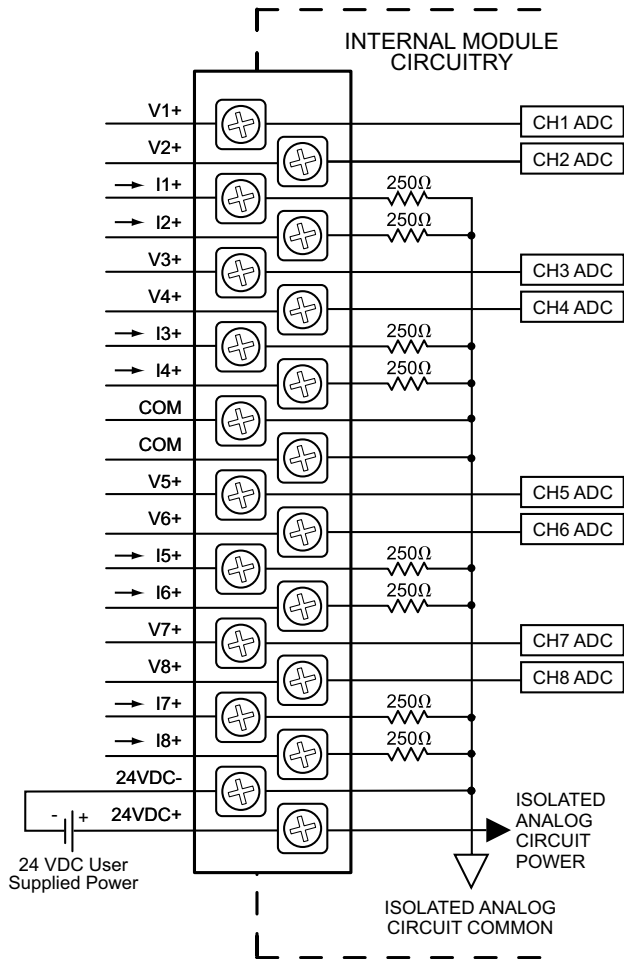 INTERNAL MODULE
CIRCUITRY
V1+
CH1 ADC
V2+
CH2 ADC
→ I1+
250Ω
→ I2+
250Ω
V3+
CH3 ADC
V4+
CH4 ADC
→ I3+
250Ω
→ I4+
250Ω
COM
COM
V5+
CH5 ADC
V6+
CH6 ADC
→ I5+
250Ω
→ I6+
250Ω
V7+
CH7 ADC
V8+
CH8 ADC
→ I7+
250Ω
→ I8+
250Ω
24VDC-
- + 24VDC+
24 VDC User
Supplied Power
ISOLATED
ANALOG
CIRCUIT
POWER
ISOLATED ANALOG
CIRCUIT COMMON